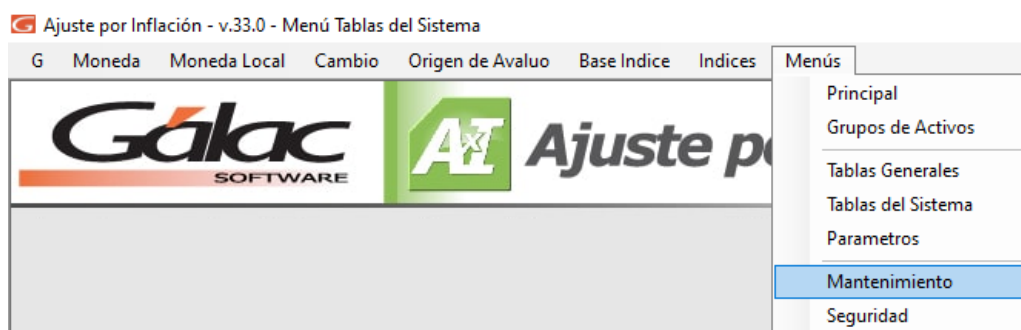 G Ajuste por Inflación - v.33.0 - Menú Tablas del Sistema
G Moneda Moneda Local Cambio Origen de Avaluo Base Indice Indices Menús
Gálac
SOFTWARE
AxI Ajuste p
Principal
Grupos de Activos
Tablas Generales
Tablas del Sistema
Parametros
Mantenimiento
Seguridad